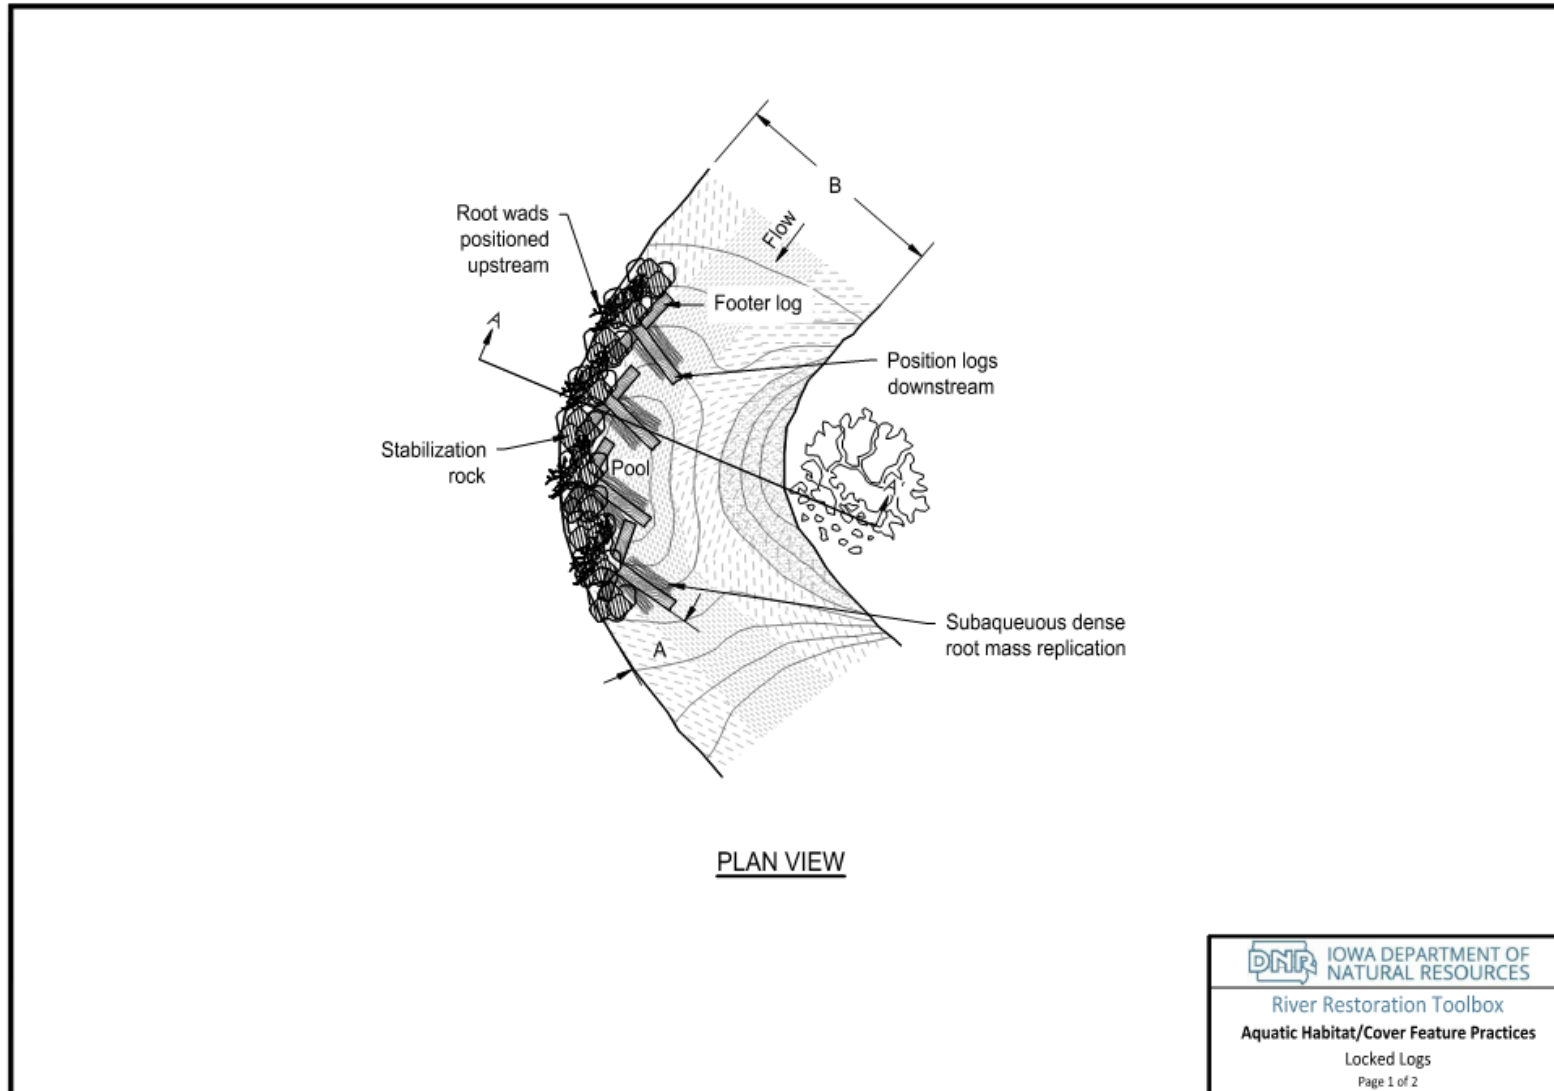 B
Flow
Root wads
positioned
upstream
Footer log
A
Position logs
downstream
Stabilization
rock
Pool
Subaqueuous dense
root mass replication
A
PLAN VIEW
DNR IOWA DEPARTMENT OF
NATURAL RESOURCES
River Restoration Toolbox
Aquatic Habitat/Cover Feature Practices
Locked Logs
Page 1 of 2